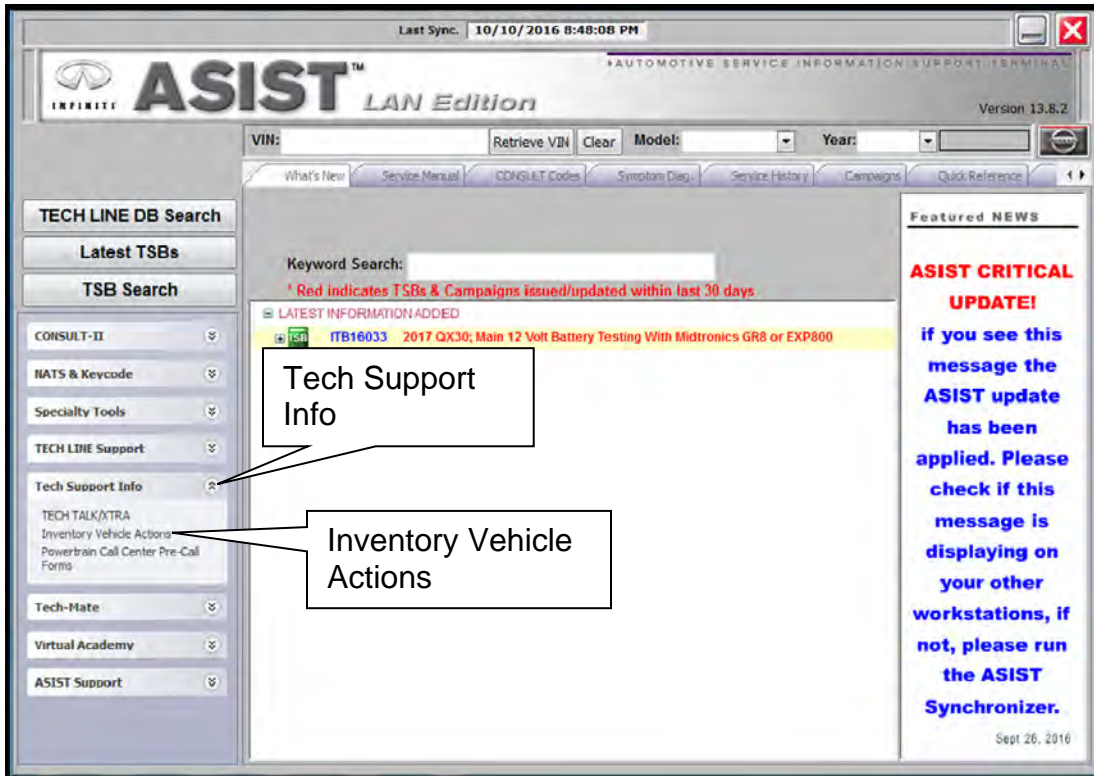 Last Sync. 10/10/2016 8:48:08 PM
INFINITI ASIST™ LAN Edition
AUTOMOTIVE SERVICE INFORMATION SUPPORT TERMINAL
Version 13.8.2
VIN: Retrieve VIN Clear Model: Year:
What's New Service Manual CONSULT Codes Symptom Diag. Service History Campaigns Quick Reference
TECH LINE DB Search
Latest TSBs
TSB Search
CONSULT-II
NATS & Keycode
Specialty Tools
TECH LINE Support
Tech Support Info
TECH TALK/XTRA
Inventory Vehicle Actions
Powertrain Call Center Pre-Call
Forms
Tech-Mate
Virtual Academy
ASIST Support
Keyword Search:
* Red indicates TSBs & Campaigns issued/updated within last 30 days
LATEST INFORMATION ADDED
TSB ITB16033 2017 QX30; Main 12 Volt Battery Testing With Midtronics GR8 or EXP800
Tech Support
Info
Inventory Vehicle
Actions
Featured NEWS
ASIST CRITICAL
UPDATE!
if you see this
message the
ASIST update
has been
applied. Please
check if this
message is
displaying on
your other
workstations, if
not, please run
the ASIST
Synchronizer.
Sept 26, 2016